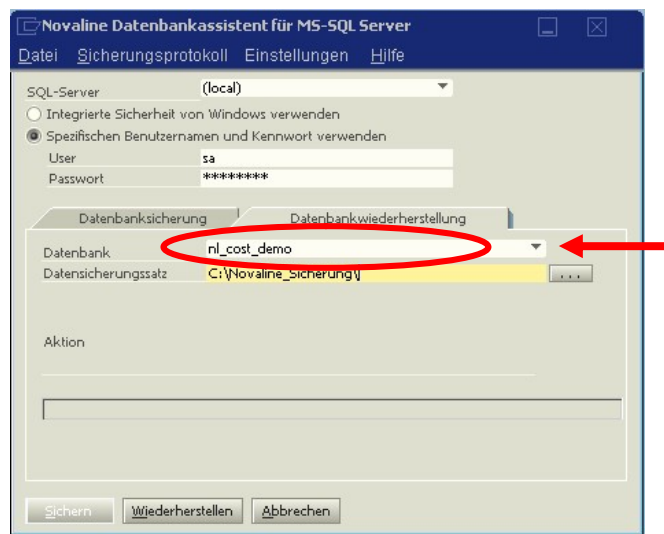 Novaline Datenbankassistent für MS-SQL Server
Datei Sicherungsprotokoll Einstellungen Hilfe
SQL-Server (local)
Integrierte Sicherheit von Windows verwenden
Spezifischen Benutzernamen und Kennwort verwenden
User sa
Passwort ********
Datenbanksicherung Datenbankwiederherstellung
Datenbank nl_cost_demo
Datensicherungssatz C:\Novaline_Sicherung\ ...
Aktion
Sichern Wiederherstellen Abbrechen